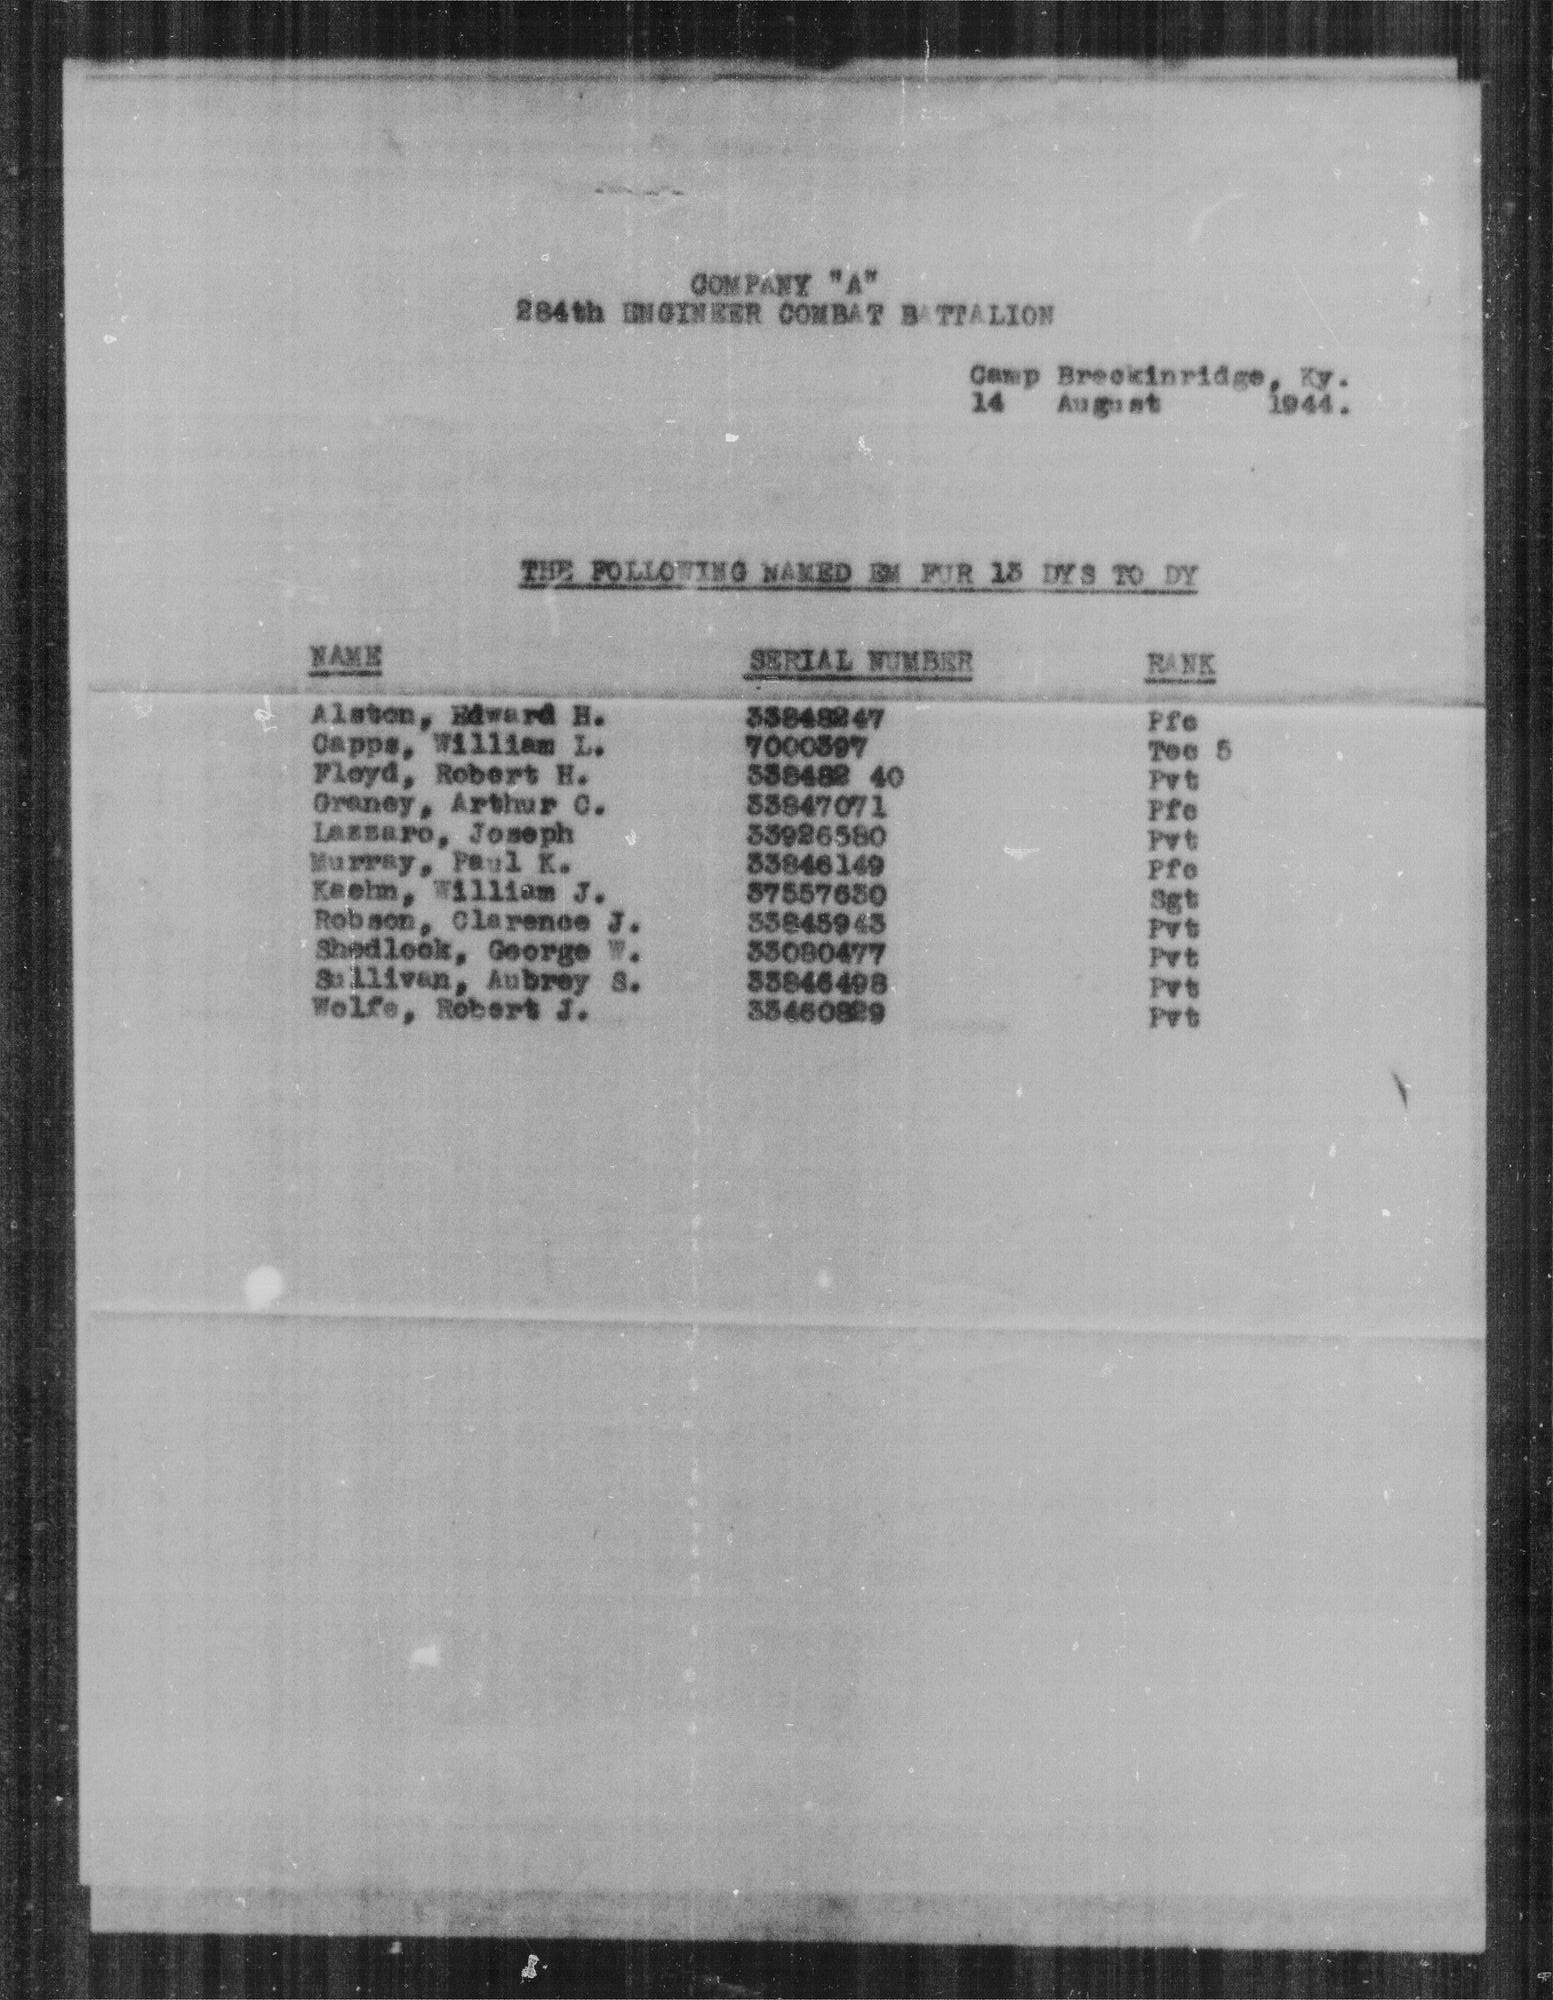 COMPANY "A"
284th ENGINEER COMBAT BATTALION
Camp Breckinridge, Ky.
14 August 1944.
THE FOLLOWING NAMED EM FUR 13 DYS TO DY
NAME SERIAL NUMBER RANK
Alston, Edward H. 33848247 Pfc
Capps, William L. 7000397 Tec 5
Floyd, Robert H. 338482 40 Pvt
Graney, Arthur C. 33847071 Pfc
Lazzaro, Joseph 33926580 Pvt
Murray, Paul K. 33846149 Pfc
Kaehn, William J. 37557630 Sgt
Robson, Clarence J. 33845943 Pvt
Shedlock, George W. 33080477 Pvt
Sullivan, Aubrey S. 33846498 Pvt
Wolfe, Robert J. 33460829 Pvt